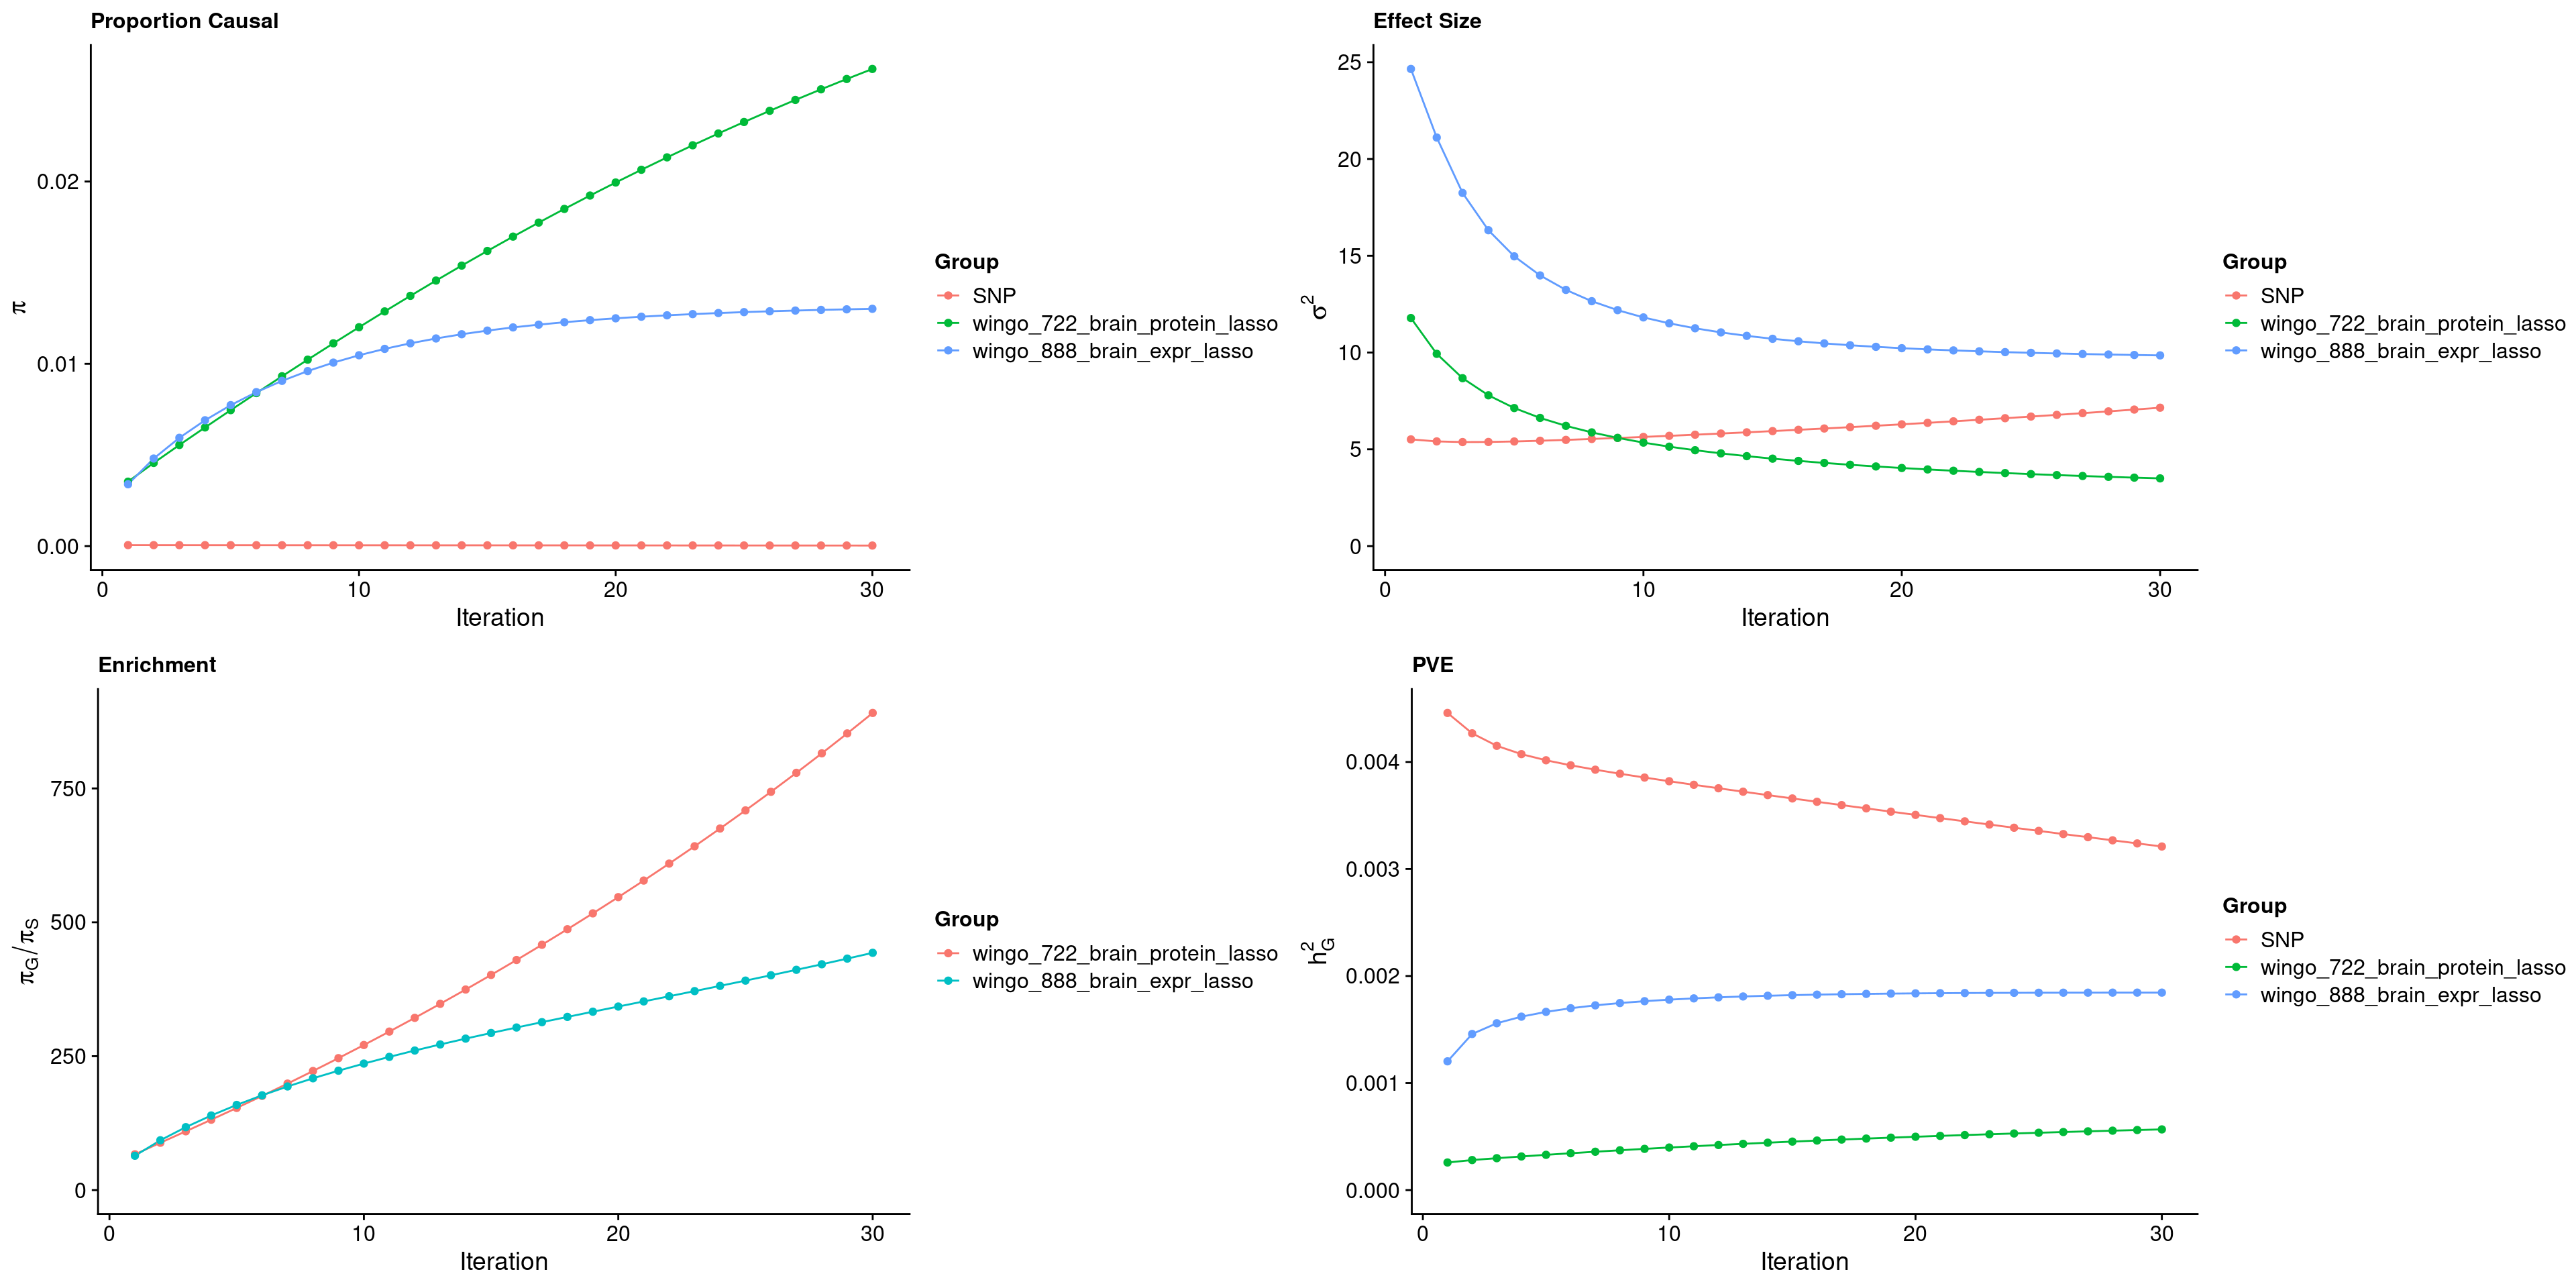 Proportion Causal
π
0.02
0.01
0.00
0
10
20
30
Iteration
Group
SNP
wingo_722_brain_protein_lasso
wingo_888_brain_expr_lasso
Effect Size
σ²
25
20
15
10
5
0
0
10
20
30
Iteration
Group
SNP
wingo_722_brain_protein_lasso
wingo_888_brain_expr_lasso
Enrichment
πG/πS
750
500
250
0
0
10
20
30
Iteration
Group
wingo_722_brain_protein_lasso
wingo_888_brain_expr_lasso
PVE
h²G
0.004
0.003
0.002
0.001
0.000
0
10
20
30
Iteration
Group
SNP
wingo_722_brain_protein_lasso
wingo_888_brain_expr_lasso